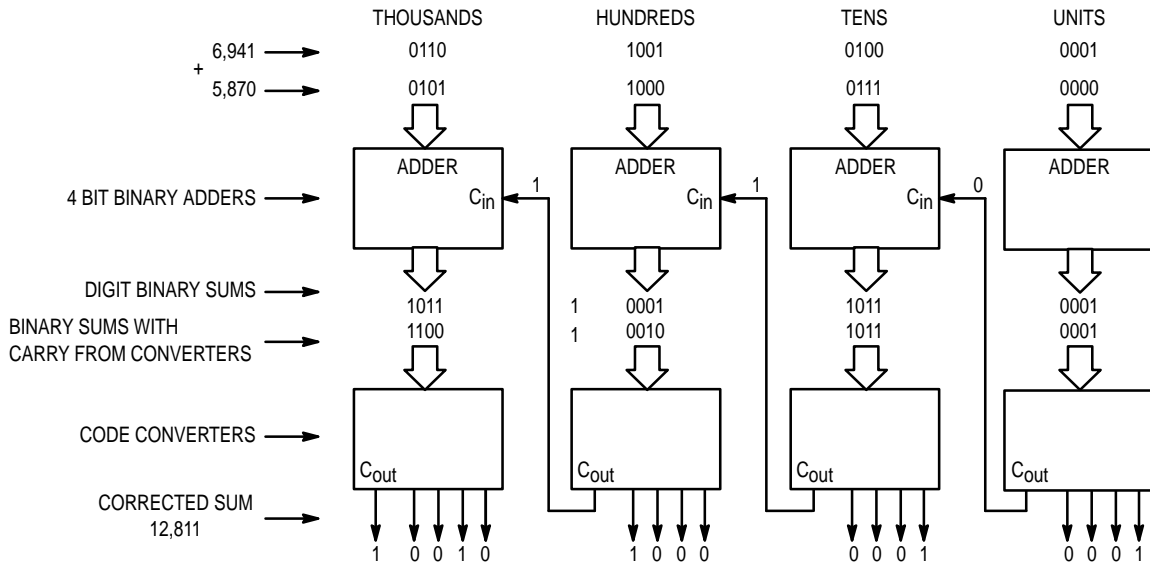 THOUSANDS HUNDREDS TENS UNITS
6,941 0110 1001 0100 0001
+
5,870 0101 1000 0111 0000
ADDER ADDER ADDER ADDER
4 BIT BINARY ADDERS Cin 1 Cin 1 Cin 0
DIGIT BINARY SUMS 1011 1 0001 1011 0001
BINARY SUMS WITH 1100 1 0010 1011 0001
CARRY FROM CONVERTERS
CODE CONVERTERS
Cout Cout Cout Cout
CORRECTED SUM
12,811
1 0 0 1 0 1 0 0 0 0 0 0 1 0 0 0 1